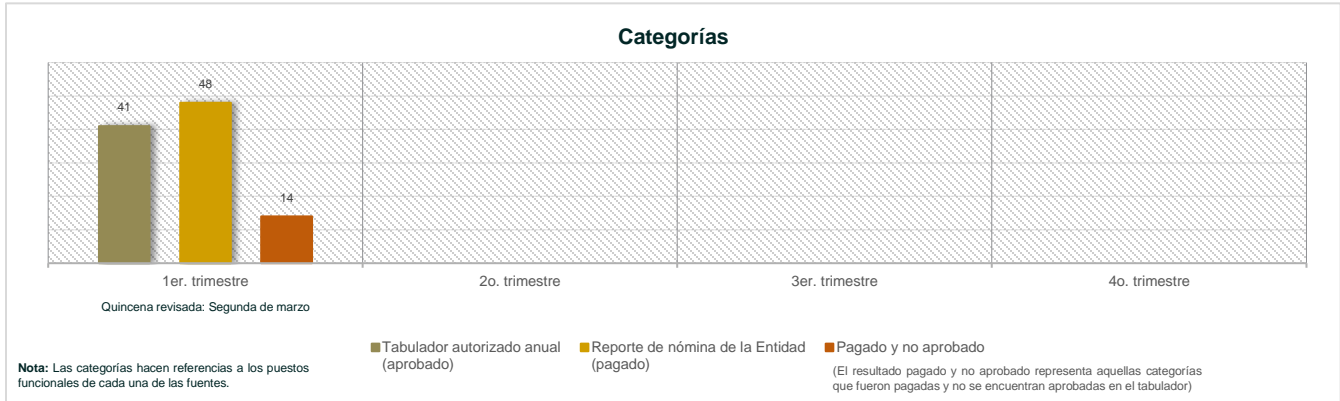 Categorías
41
48
14
1er. trimestre
2o. trimestre
3er. trimestre
4o. trimestre
Quincena revisada: Segunda de marzo
Tabulador autorizado anual
(aprobado)
Reporte de nómina de la Entidad
(pagado)
Pagado y no aprobado
(El resultado pagado y no aprobado representa aquellas categorías
que fueron pagadas y no se encuentran aprobadas en el tabulador)
Nota: Las categorías hacen referencias a los puestos
funcionales de cada una de las fuentes.